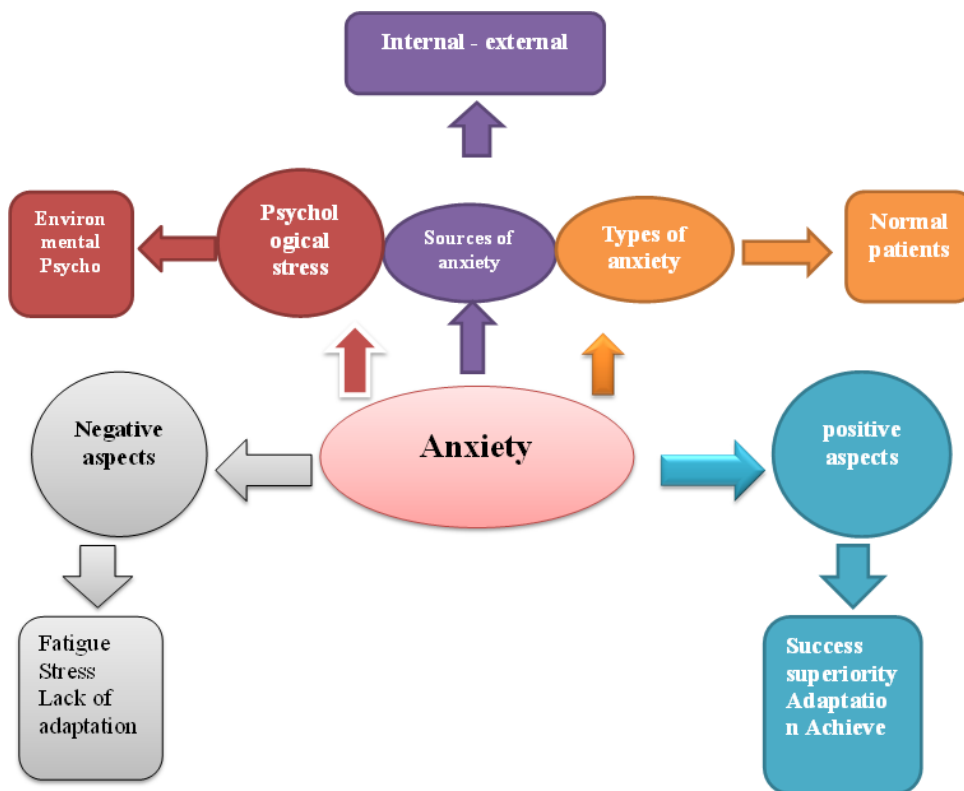 Internal - external
Environ
mental
Psycho
Psychol
ogical
stress
Sources of
anxiety
Types of
anxiety
Normal
patients
Negative
aspects
Anxiety
positive
aspects
Fatigue
Stress
Lack of
adaptation
Success
superiority
Adaptatio
n Achieve